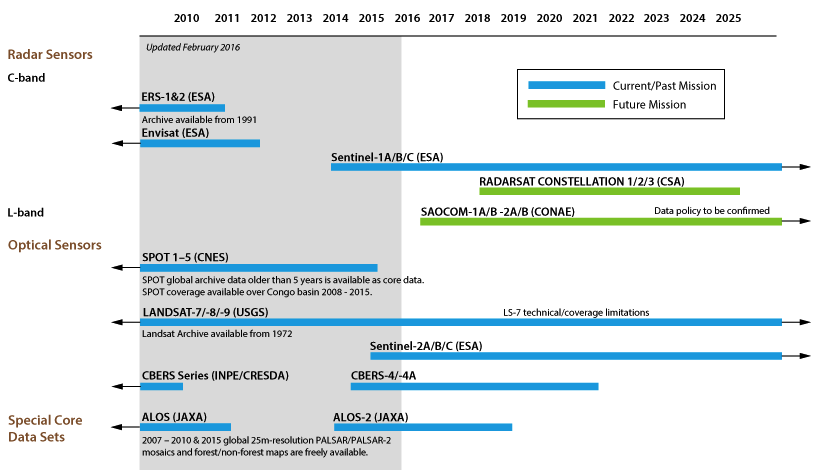 2010 2011 2012 2013 2014 2015 2016 2017 2018 2019 2020 2021 2022 2023 2024 2025
Updated February 2016
Radar Sensors
C-band
Current/Past Mission
Future Mission
ERS-1&2 (ESA)
Archive available from 1991
Envisat (ESA)
Sentinel-1A/B/C (ESA)
RADARSAT CONSTELLATION 1/2/3 (CSA)
L-band
SAOCOM-1A/B -2A/B (CONAE)
Data policy to be confirmed
Optical Sensors
SPOT 1–5 (CNES)
SPOT global archive data older than 5 years is available as core data.
SPOT coverage available over Congo basin 2008 - 2015.
LANDSAT-7/-8/-9 (USGS)
LS-7 technical/coverage limitations
Landsat Archive available from 1972
Sentinel-2A/B/C (ESA)
CBERS Series (INPE/CRESDA)
CBERS-4/-4A
Special Core
Data Sets
ALOS (JAXA)
ALOS-2 (JAXA)
2007 – 2010 & 2015 global 25m-resolution PALSAR/PALSAR-2
mosaics and forest/non-forest maps are freely available.